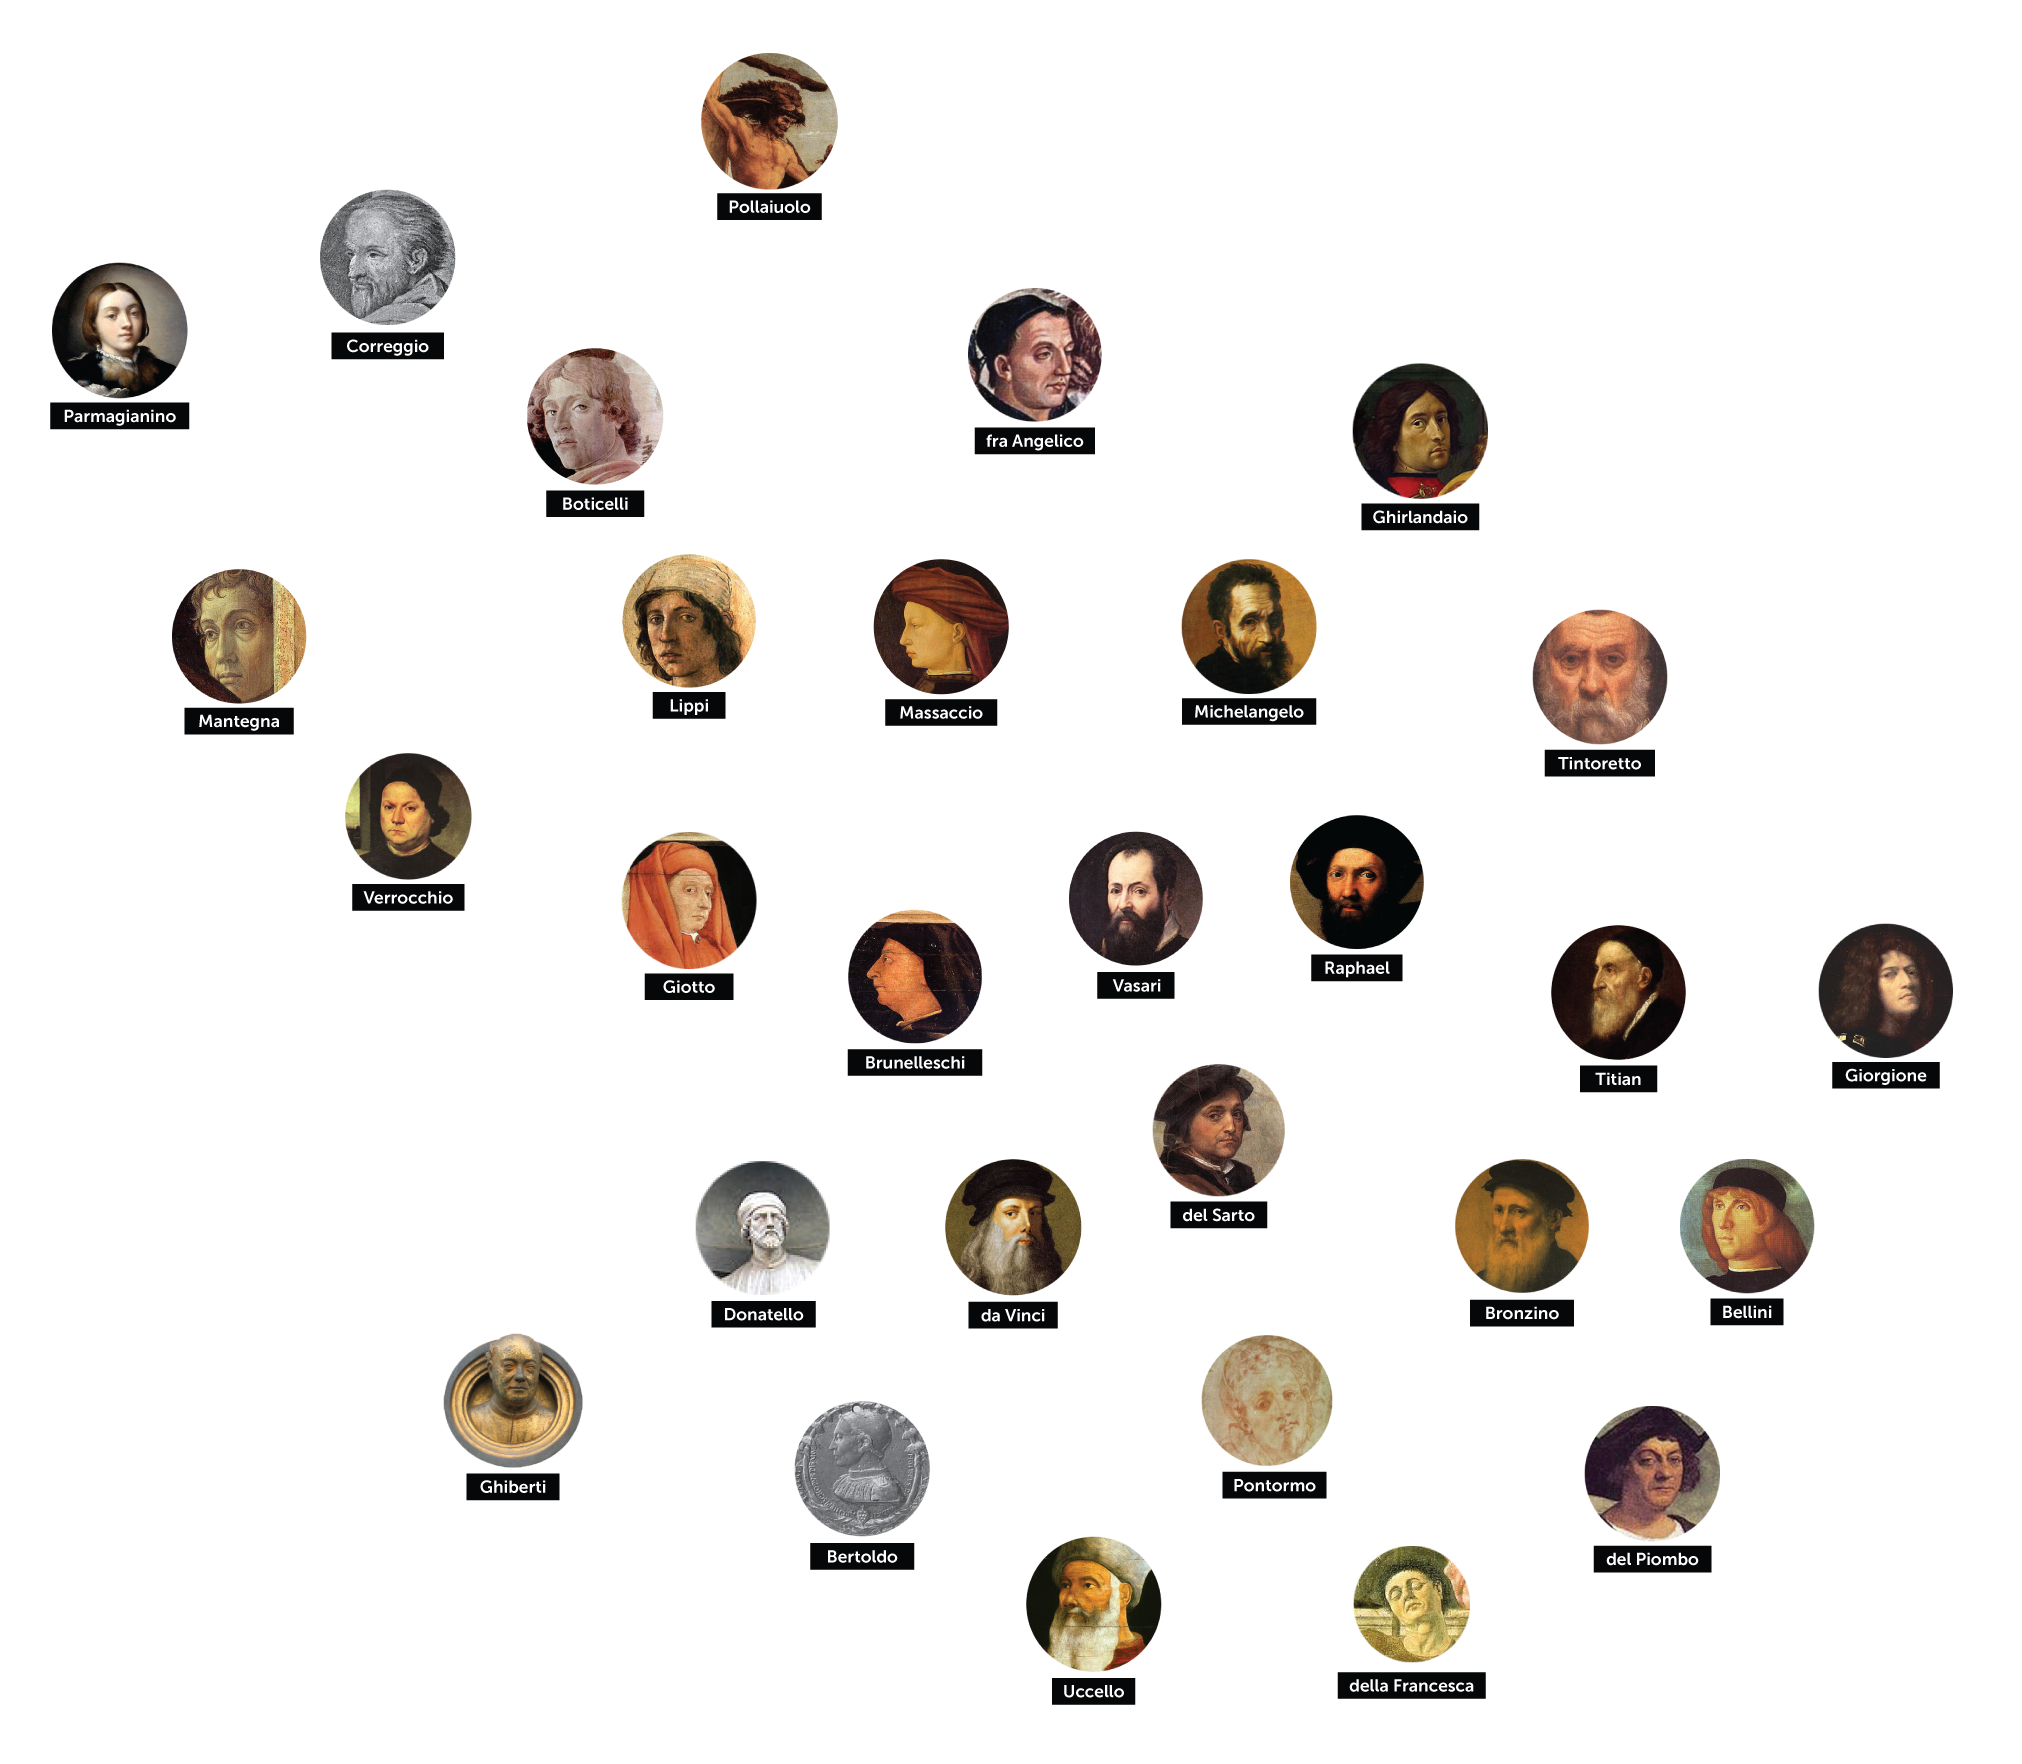 Pollaiuolo
Correggio
Parmagianino
fra Angelico
Boticelli
Ghirlandaio
Lippi
Massaccio
Michelangelo
Mantegna
Tintoretto
Verrocchio
Raphael
Vasari
Giotto
Brunelleschi
Giorgione
Titian
del Sarto
Bellini
Bronzino
Donatello
da Vinci
Pontormo
Ghiberti
Bertoldo
del Piombo
della Francesca
Uccello